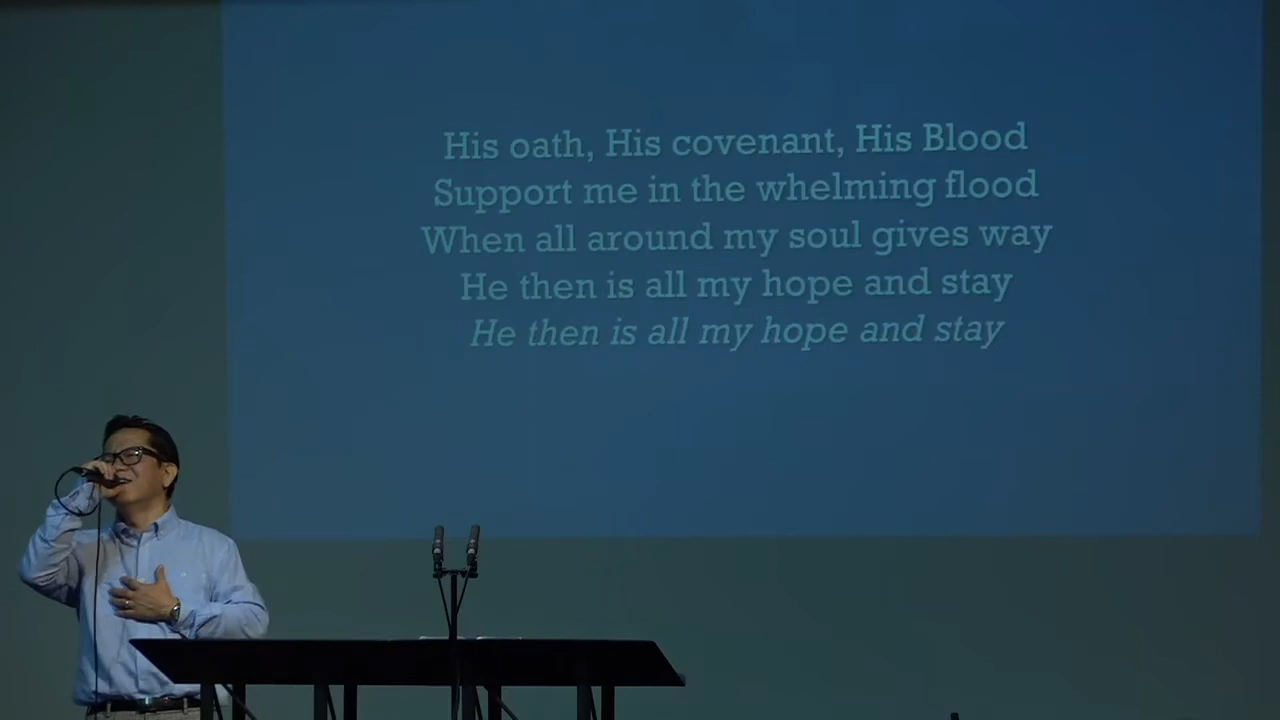 His oath, His covenant, His Blood
Support me in the whelming flood
When all around my soul gives way
He then is all my hope and stay
He then is all my hope and stay